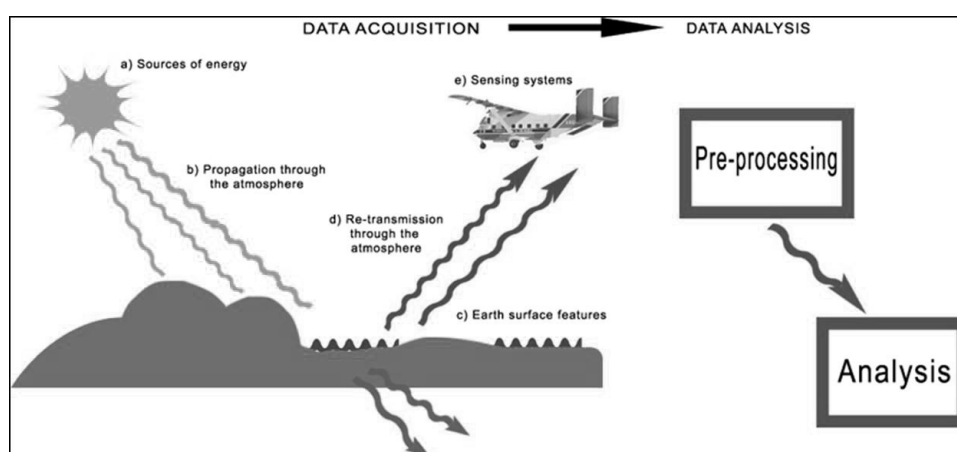 DATA ACQUISITION
DATA ANALYSIS
a) Sources of energy
e) Sensing systems
b) Propagation through
the atmosphere
d) Re-transmission
through the
atmosphere
c) Earth surface features
Pre-processing
Analysis